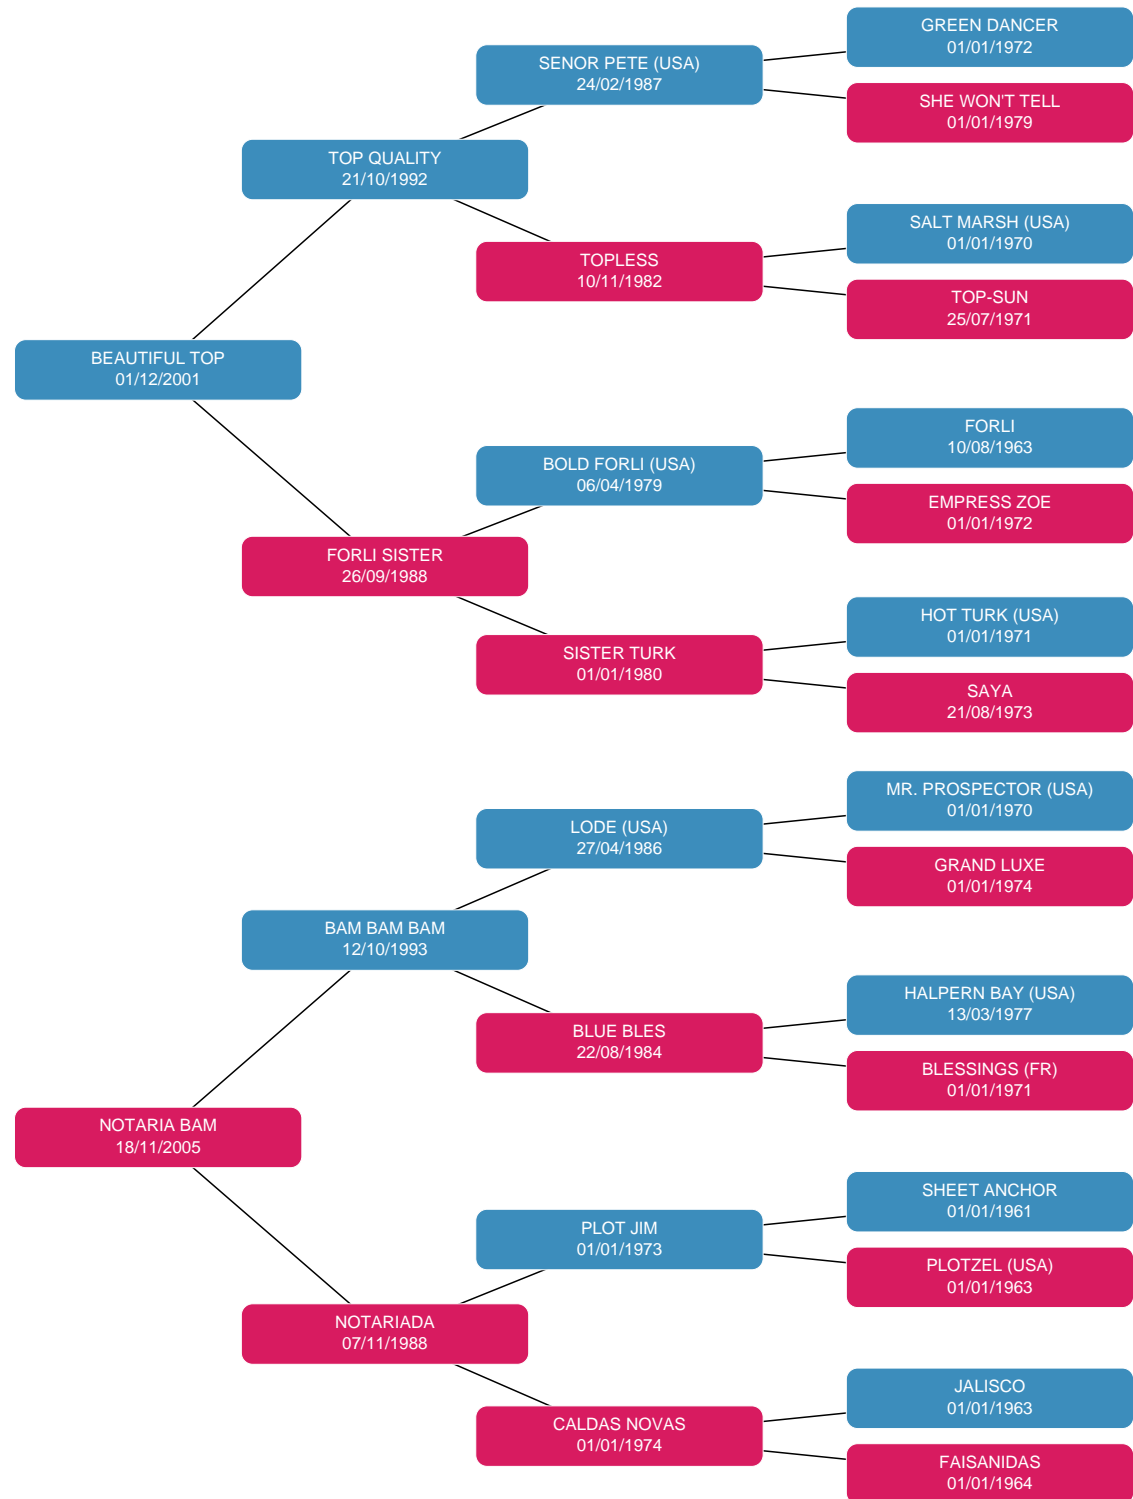 GREEN DANCER
01/01/1972
SENOR PETE (USA)
24/02/1987
SHE WON'T TELL
01/01/1979
TOP QUALITY
21/10/1992
SALT MARSH (USA)
01/01/1970
TOPLESS
10/11/1982
TOP-SUN
25/07/1971
BEAUTIFUL TOP
01/12/2001
FORLI
10/08/1963
BOLD FORLI (USA)
06/04/1979
EMPRESS ZOE
01/01/1972
FORLI SISTER
26/09/1988
HOT TURK (USA)
01/01/1971
SISTER TURK
01/01/1980
SAYA
21/08/1973
MR. PROSPECTOR (USA)
01/01/1970
LODE (USA)
27/04/1986
GRAND LUXE
01/01/1974
BAM BAM BAM
12/10/1993
HALPERN BAY (USA)
13/03/1977
BLUE BLES
22/08/1984
BLESSINGS (FR)
01/01/1971
NOTARIA BAM
18/11/2005
SHEET ANCHOR
01/01/1961
PLOT JIM
01/01/1973
PLOTZEL (USA)
01/01/1963
NOTARIADA
07/11/1988
JALISCO
01/01/1963
CALDAS NOVAS
01/01/1974
FAISANIDAS
01/01/1964